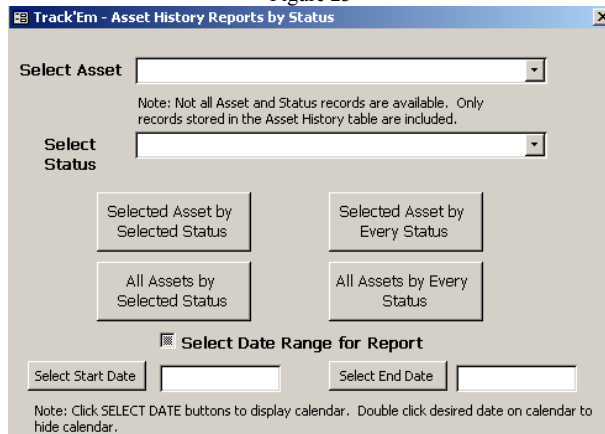 Track'Em - Asset History Reports by Status
Select Asset
Note: Not all Asset and Status records are available. Only
records stored in the Asset History table are included.
Select
Status
Selected Asset by
Selected Status
Selected Asset by
Every Status
All Assets by
Selected Status
All Assets by Every
Status
Select Date Range for Report
Select Start Date
Select End Date
Note: Click SELECT DATE buttons to display calendar. Double click desired date on calendar to
hide calendar.